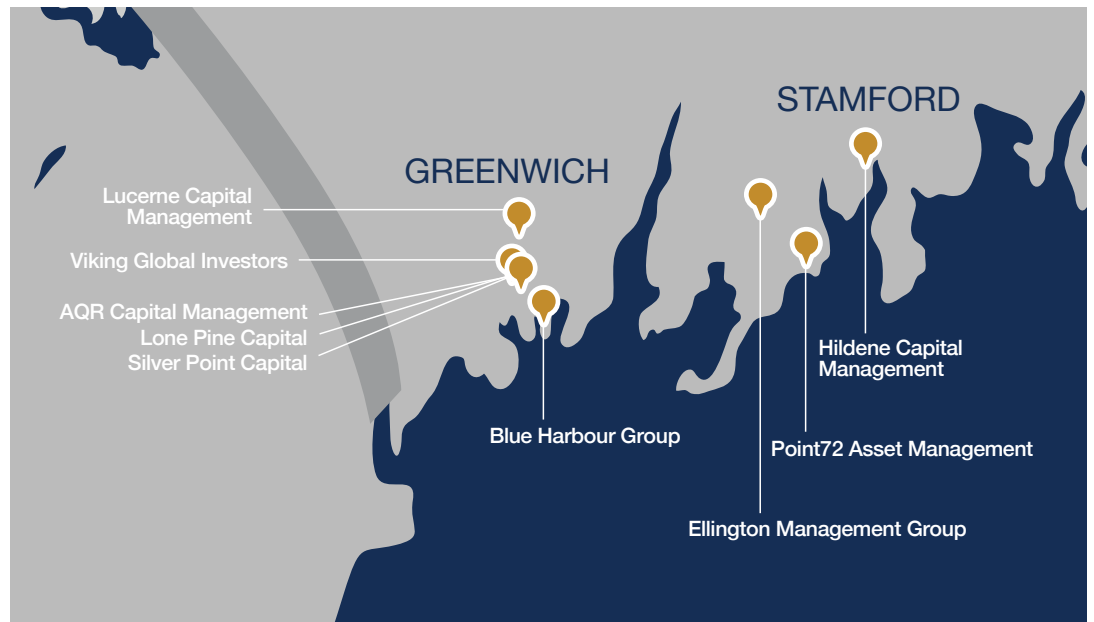 STAMFORD
GREENWICH
Lucerne Capital
Management
Viking Global Investors
AQR Capital Management
Lone Pine Capital
Silver Point Capital
Hildene Capital
Management
Blue Harbour Group
Point72 Asset Management
Ellington Management Group